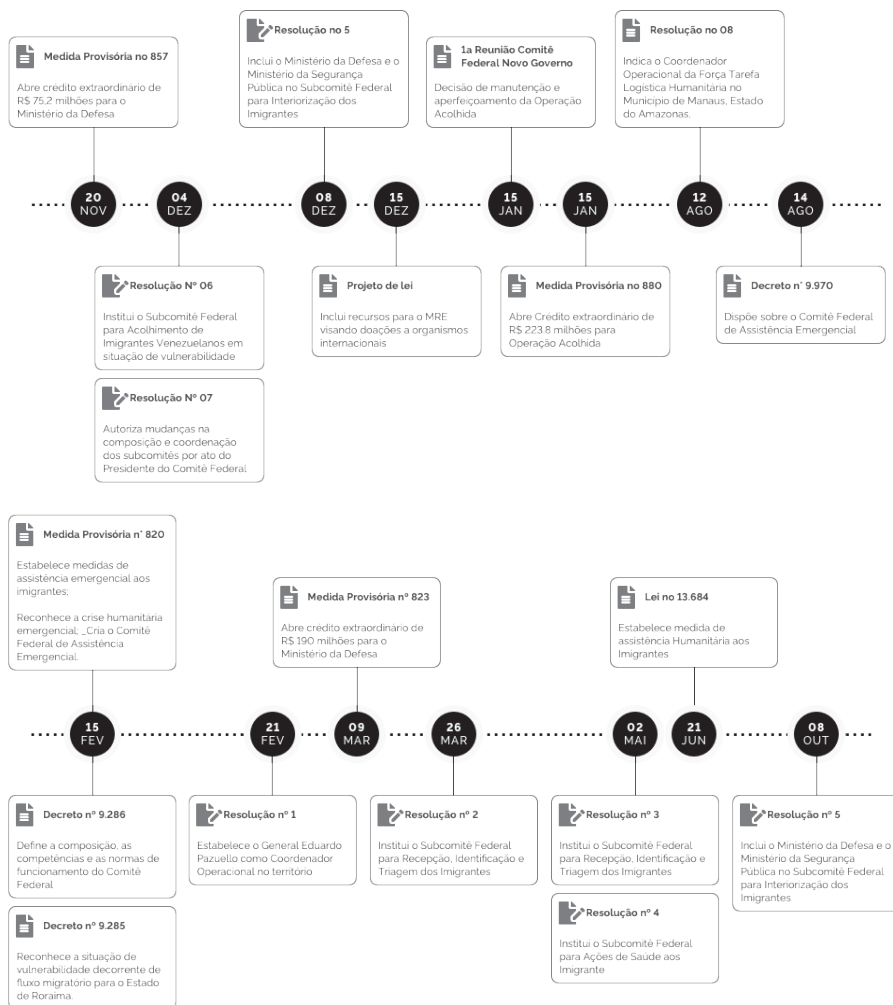 Medida Provisória no 857
Abre crédito extraordinário de
R$ 75,2 milhões para o
Ministério da Defesa
Resolução no 5
Inclui o Ministério da Defesa e o
Ministério da Segurança
Pública no Subcomitê Federal
para Interiorização dos
Imigrantes
1a Reunião Comitê
Federal Novo Governo
Decisão de manutenção e
aperfeiçoamento da Operação
Acolhida
Resolução no 08
Indica o Coordenador
Operacional da Força Tarefa
Logística Humanitária no
Município de Manaus, Estado
do Amazonas.
20
NOV
04
DEZ
08
DEZ
15
DEZ
15
JAN
15
JAN
12
AGO
14
AGO
Resolução Nº 06
Institui o Subcomitê Federal
para Acolhimento de
Imigrantes Venezuelanos em
situação de vulnerabilidade
Resolução Nº 07
Autoriza mudanças na
composição e coordenação
dos subcomitês por ato do
Presidente do Comitê Federal
Projeto de lei
Inclui recursos para o MRE
visando doações a organismos
internacionais
Medida Provisória no 880
Abre Crédito extraordinário de
R$ 223.8 milhões para
Operação Acolhida
Decreto n° 9.970
Dispõe sobre o Comitê Federal
de Assistência Emergencial
Medida Provisória n° 820
Estabelece medidas de
assistência emergencial aos
imigrantes;
Reconhece a crise humanitária
emergencial; _Cria o Comitê
Federal de Assistência
Emergencial.
Medida Provisória nº 823
Abre crédito extraordinário de
R$ 190 milhões para o
Ministério da Defesa
Lei no 13.684
Estabelece medida de
assistência Humanitária aos
Imigrantes
15
FEV
21
FEV
09
MAR
26
MAR
02
MAI
21
JUN
08
OUT
Decreto nº 9.286
Define a composição, as
competências e as normas de
funcionamento do Comitê
Federal
Decreto nº 9.285
Reconhece a situação de
vulnerabilidade decorrente de
fluxo migratório para o Estado
de Roraima.
Resolução nº 1
Estabelece o General Eduardo
Pazuello como Coordenador
Operacional no território
Resolução nº 2
Institui o Subcomitê Federal
para Recepção, Identificação e
Triagem dos Imigrantes
Resolução nº 3
Institui o Subcomitê Federal
para Recepção, Identificação e
Triagem dos Imigrantes
Resolução nº 4
Institui o Subcomitê Federal
para Ações de Saúde aos
Imigrante
Resolução nº 5
Inclui o Ministério da Defesa e o
Ministério da Segurança
Pública no Subcomitê Federal
para Interiorização dos
Imigrantes